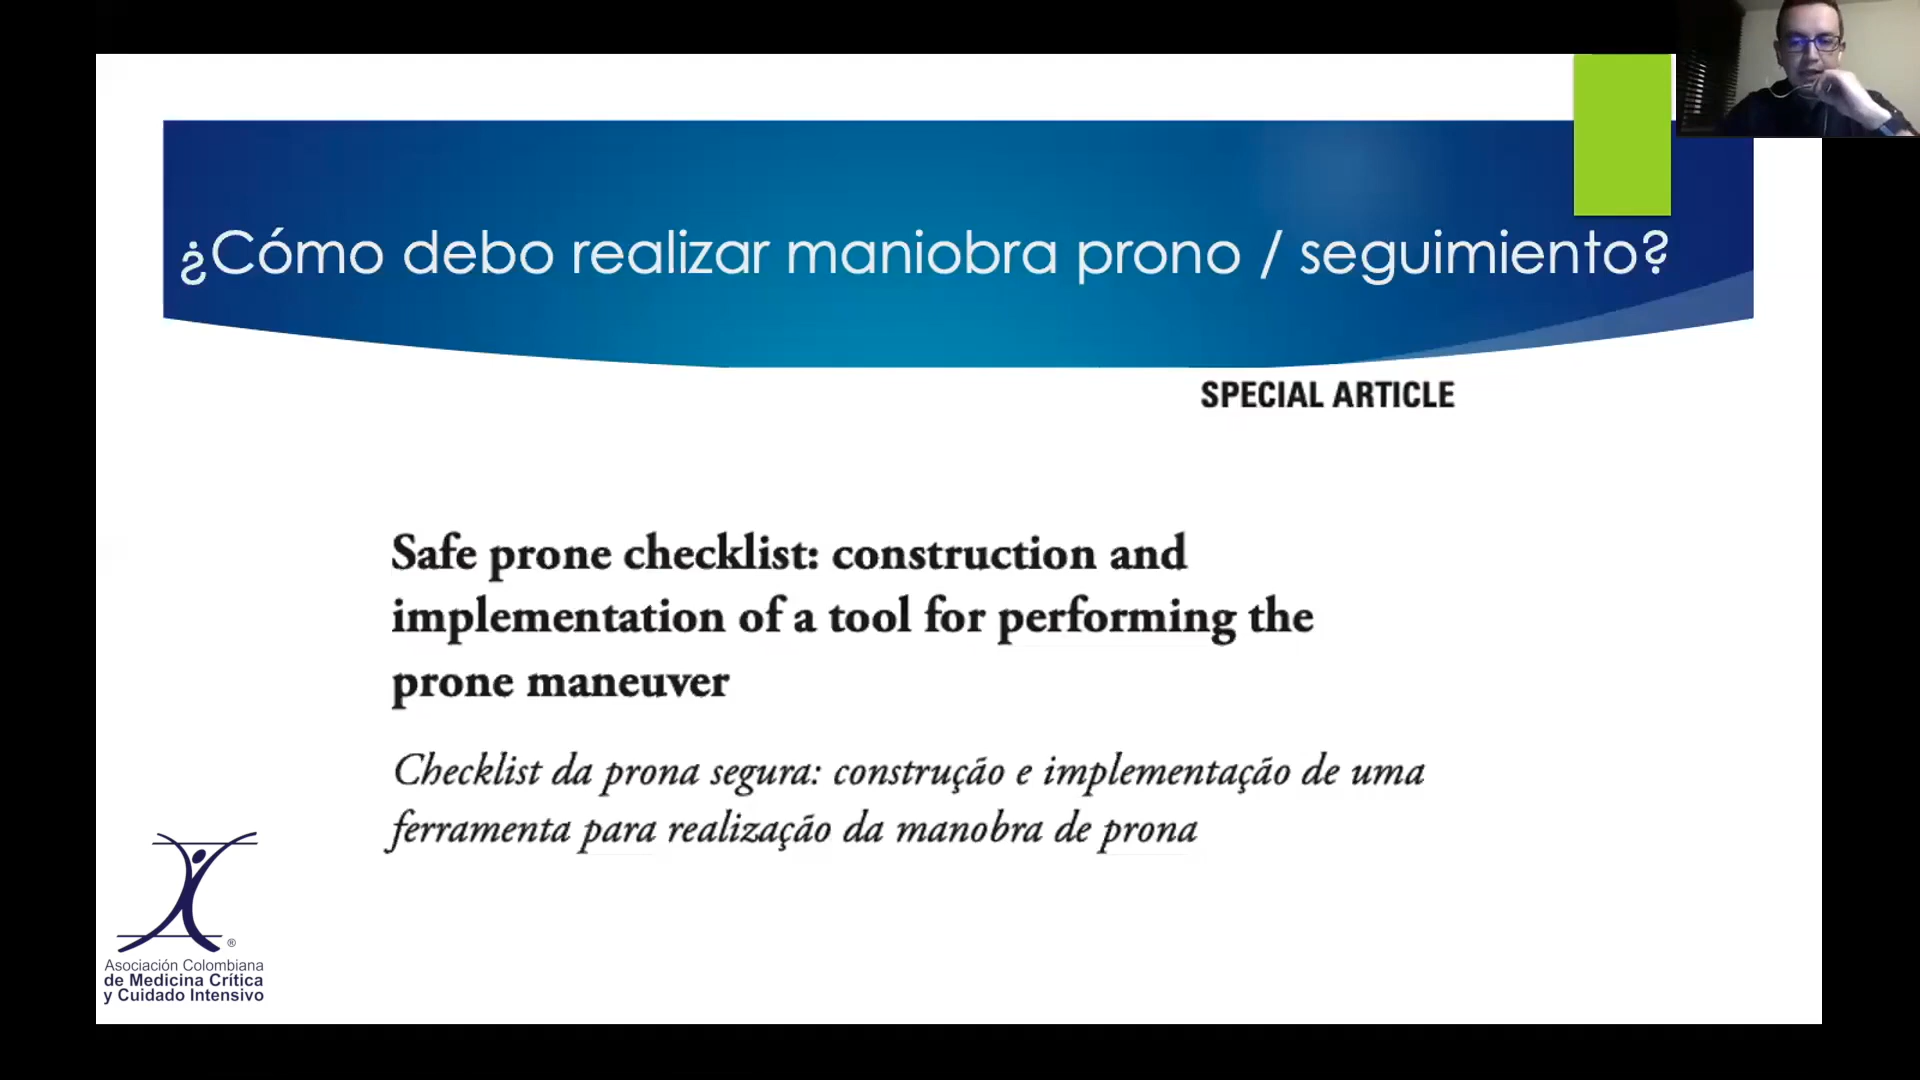 ¿Cómo debo realizar maniobra prono / seguimiento?
SPECIAL ARTICLE
Safe prone checklist: construction and
implementation of a tool for performing the
prone maneuver
Checklist da prona segura: construção e implementação de uma
ferramenta para realização da manobra de prona
®
Asociación Colombiana
de Medicina Crítica
y Cuidado Intensivo